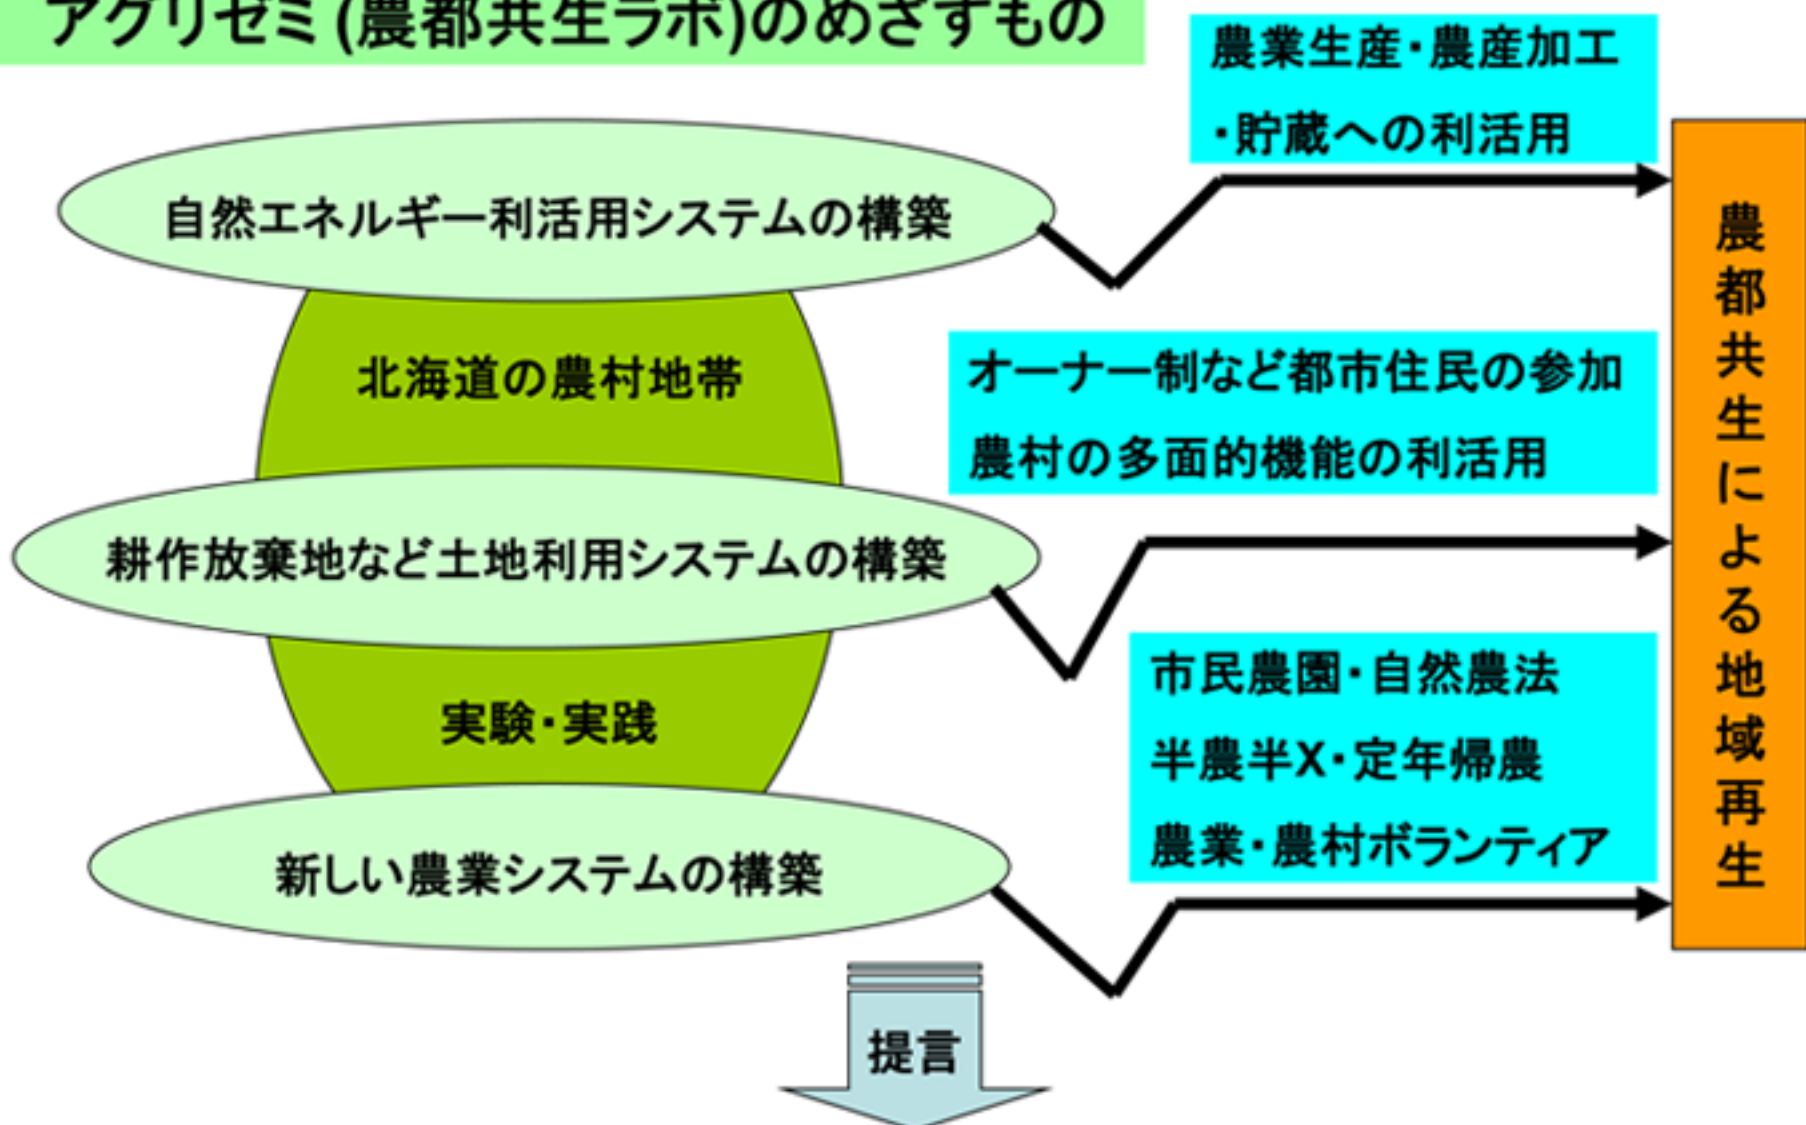 アグリゼミ(農都共生ラボ)のめざすもの
農業生産・農産加工
・貯蔵への利活用
自然エネルギー利活用システムの構築
北海道の農村地帯
オーナー制など都市住民の参加
農村の多面的機能の利活用
耕作放棄地など土地利用システムの構築
実験・実践
市民農園・自然農法
半農半X・定年帰農
農業・農村ボランティア
新しい農業システムの構築
農都共生による地域再生
提言